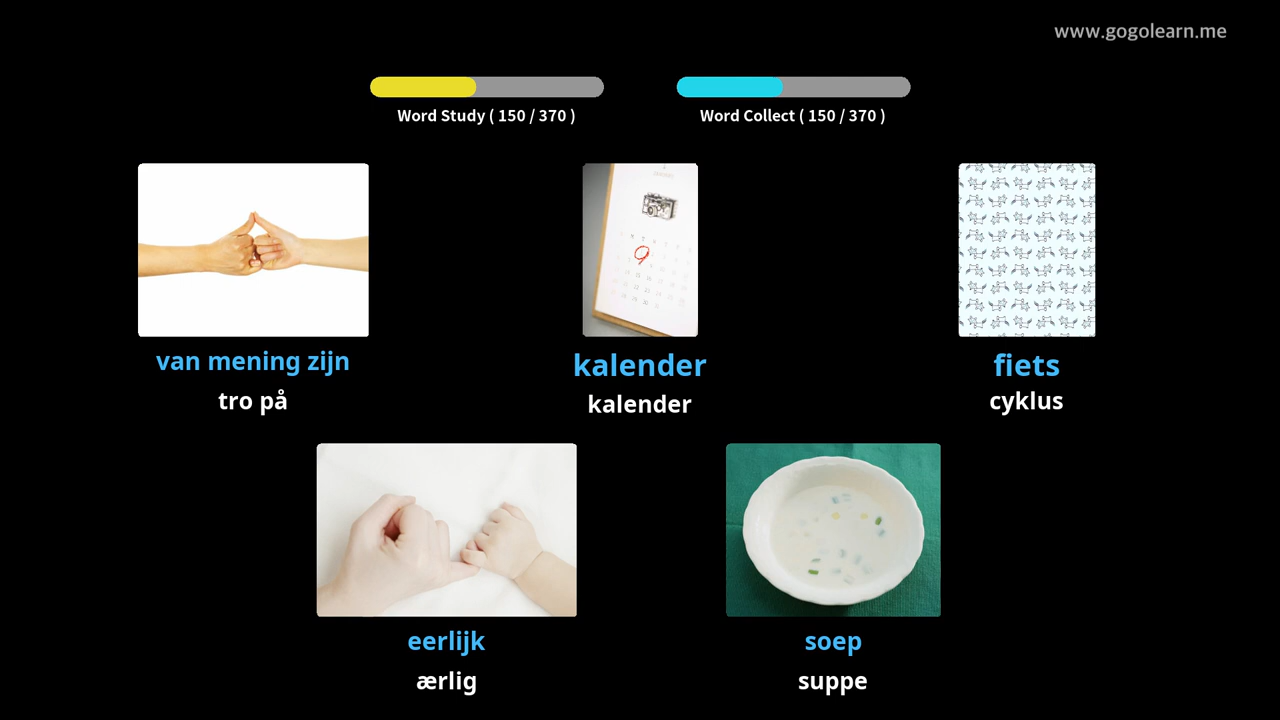 www.gogolearn.me
Word Study ( 150 / 370 )
Word Collect ( 150 / 370 )
van mening zijn
tro på
kalender
kalender
fiets
cyklus
eerlijk
ærlig
soep
suppe